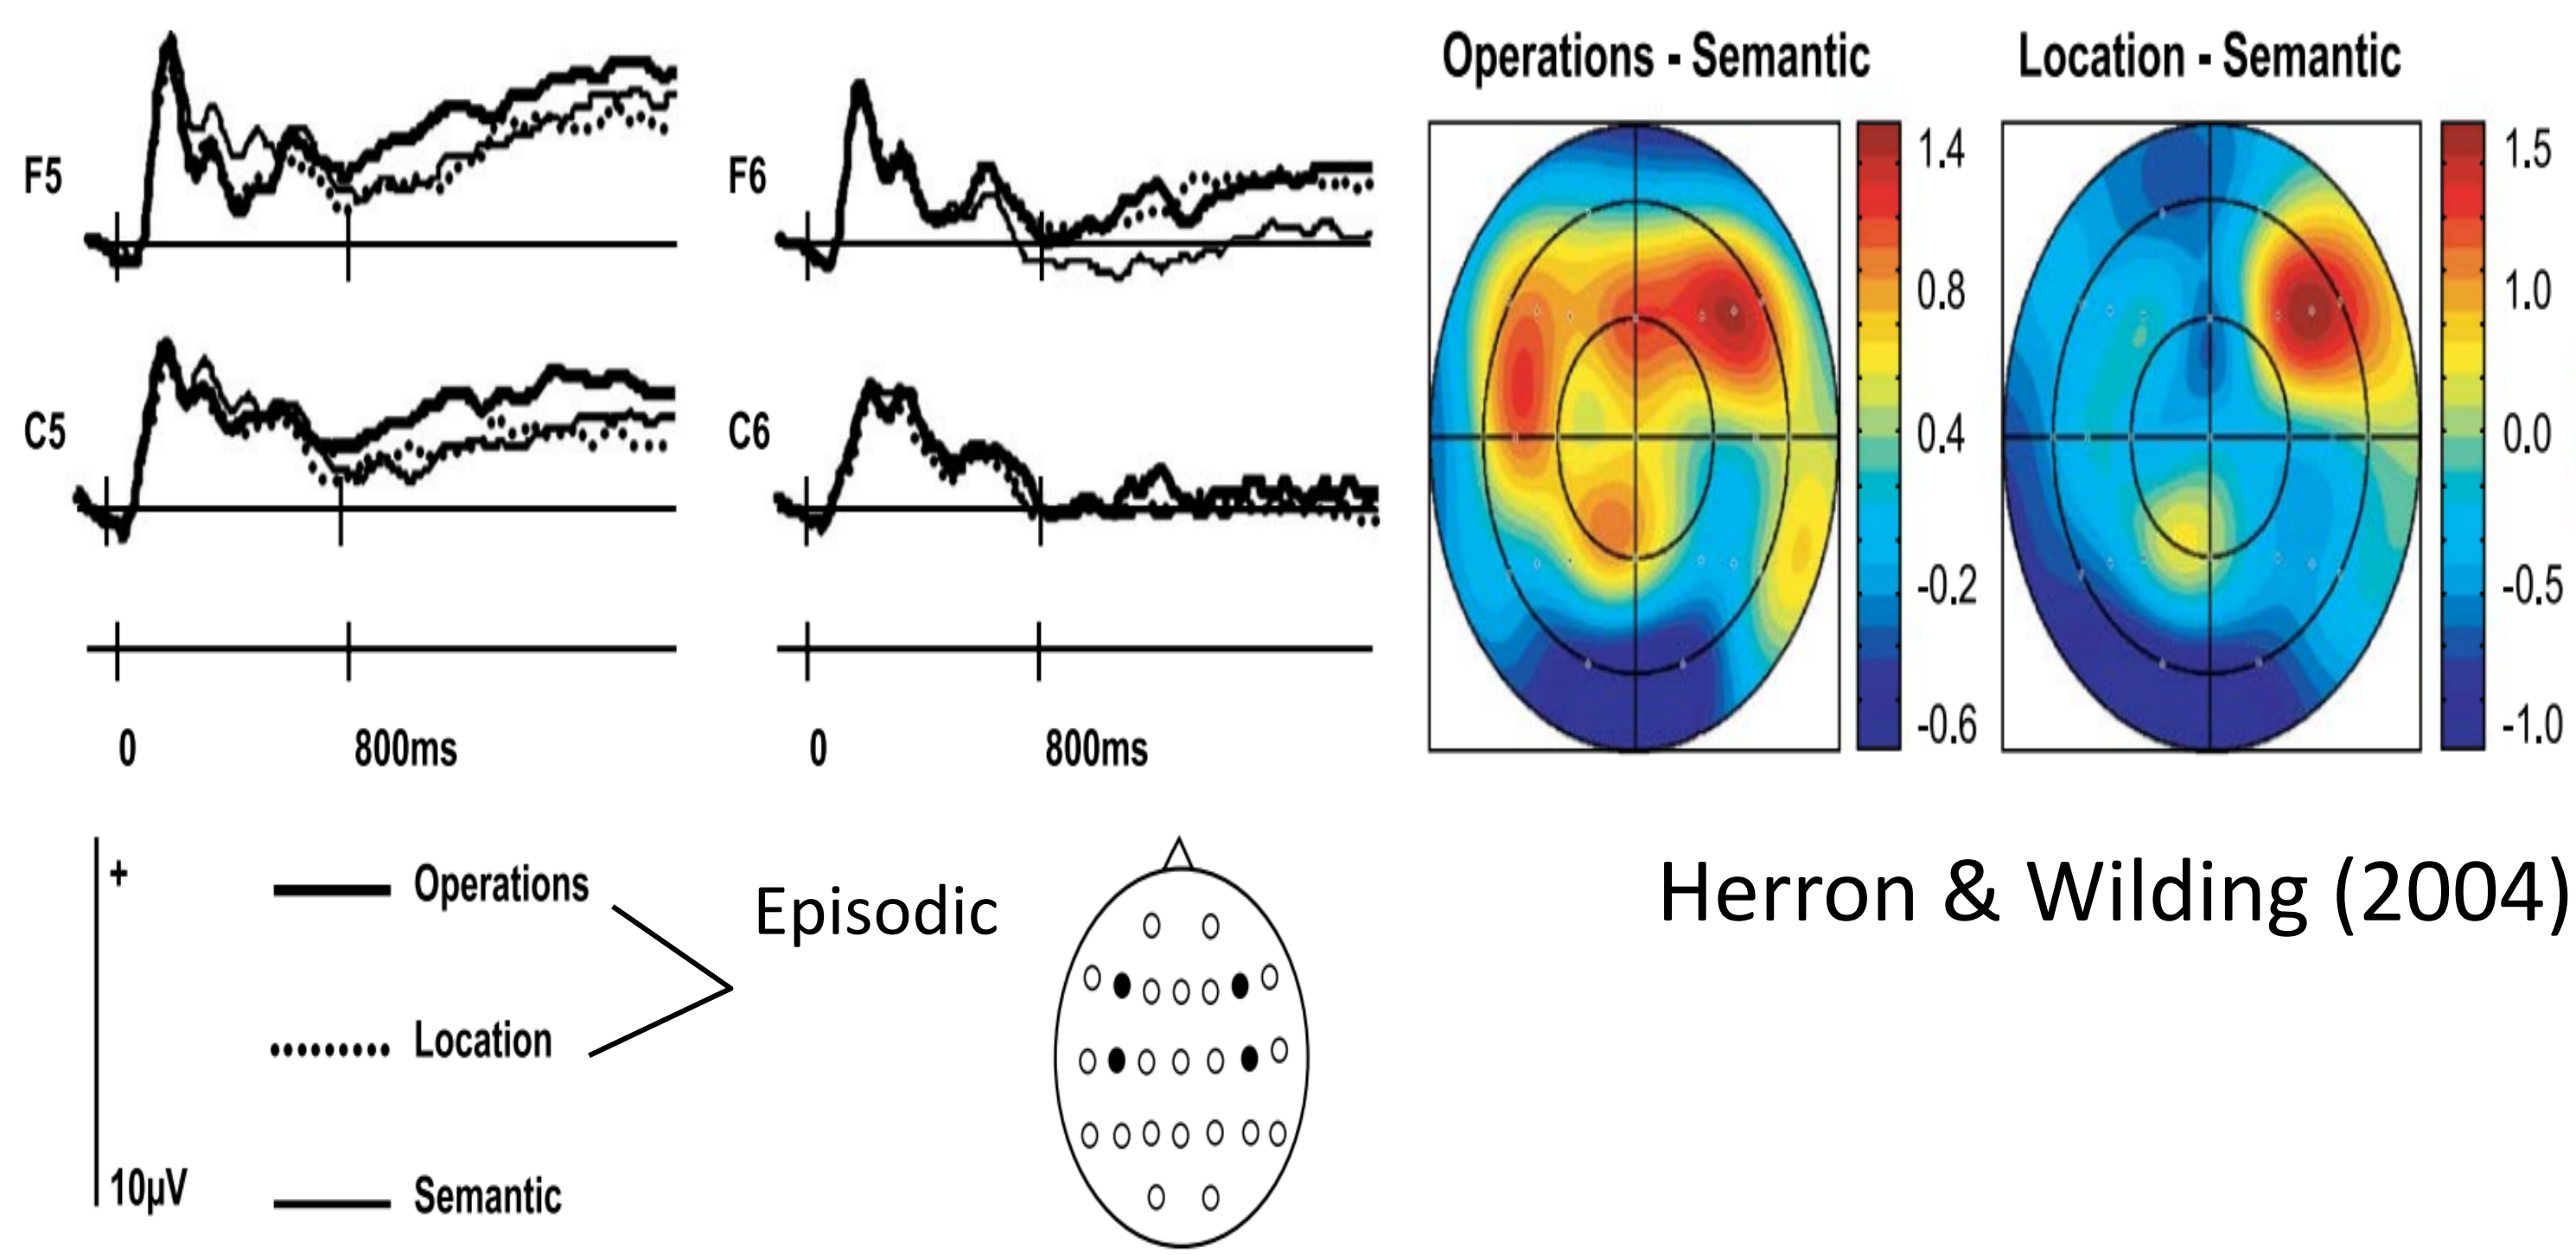 Operations - Semantic
Location - Semantic
F5
F6
C5
C6
0
800ms
0
800ms
1.4
0.8
0.4
-0.2
-0.6
1.5
1.0
0.0
-0.5
-1.0
+
10µV
Operations
Location
Semantic
Episodic
Herron & Wilding (2004)